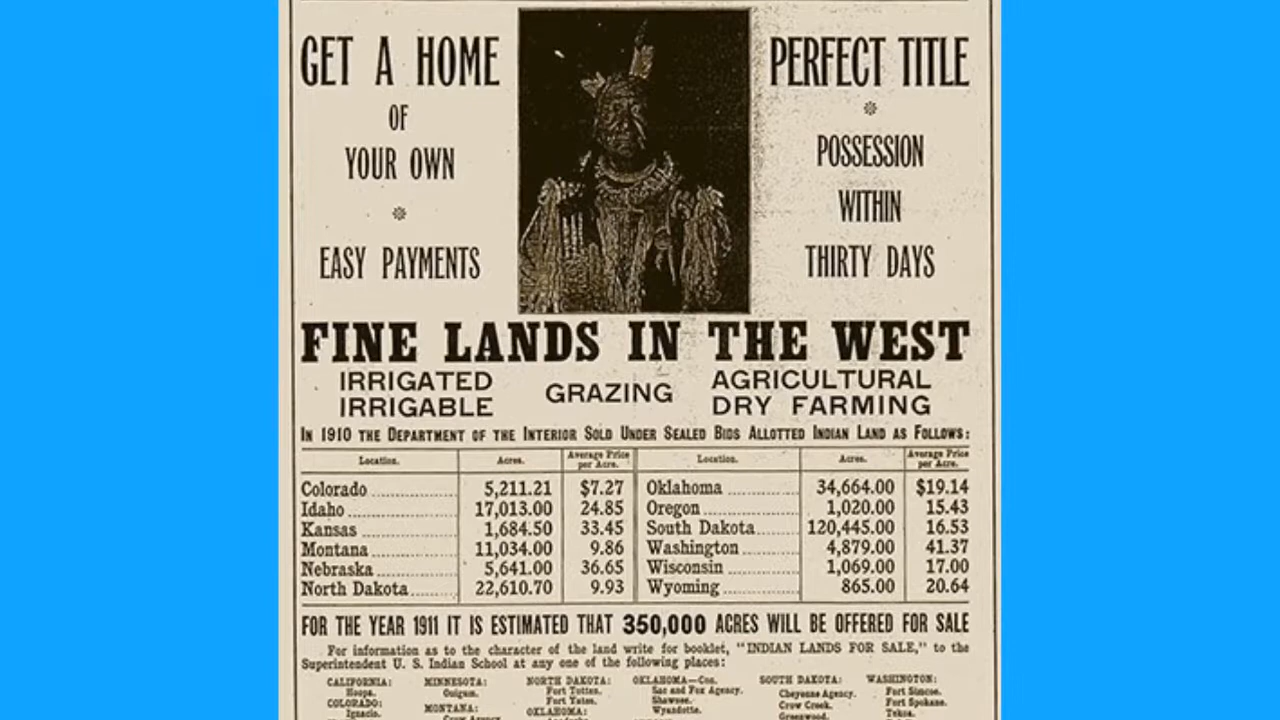 GET A HOME
OF
YOUR OWN
EASY PAYMENTS
PERFECT TITLE
POSSESSION
WITHIN
THIRTY DAYS
FINE LANDS IN THE WEST
IRRIGATED
IRRIGABLE
GRAZING
AGRICULTURAL
DRY FARMING
IN 1910 THE DEPARTMENT OF THE INTERIOR SOLD UNDER SEALED BIDS ALLOTTED INDIAN LAND AS FOLLOWS:
Location. Acres. Average Price per Acre. Location. Acres. Average Price per Acre.
Colorado 5,211.21 $7.27 Oklahoma 34,664.00 $19.14
Idaho 17,013.00 24.85 Oregon 1,020.00 15.43
Kansas 1,684.50 33.45 South Dakota 120,445.00 16.53
Montana 11,034.00 9.86 Washington 4,879.00 41.37
Nebraska 5,641.00 36.65 Wisconsin 1,069.00 17.00
North Dakota 22,610.70 9.93 Wyoming 865.00 20.64
FOR THE YEAR 1911 IT IS ESTIMATED THAT 350,000 ACRES WILL BE OFFERED FOR SALE
For information as to the character of the land write for booklet, "INDIAN LANDS FOR SALE," to the
Superintendent U. S. Indian School at any one of the following places:
CALIFORNIA:
Hoopa.
COLORADO:
Ignacio.
MINNESOTA:
Onigum.
MONTANA:
Crow Agency.
NORTH DAKOTA:
Fort Totten.
Fort Yates.
OKLAHOMA:
OKLAHOMA—Con.
Sac and Fox Agency.
Shawnee.
Wyandotte.
SOUTH DAKOTA:
Cheyenne Agency.
Crow Creek.
Greenwood.
WASHINGTON:
Fort Simcoe.
Fort Spokane.
Tekoa.